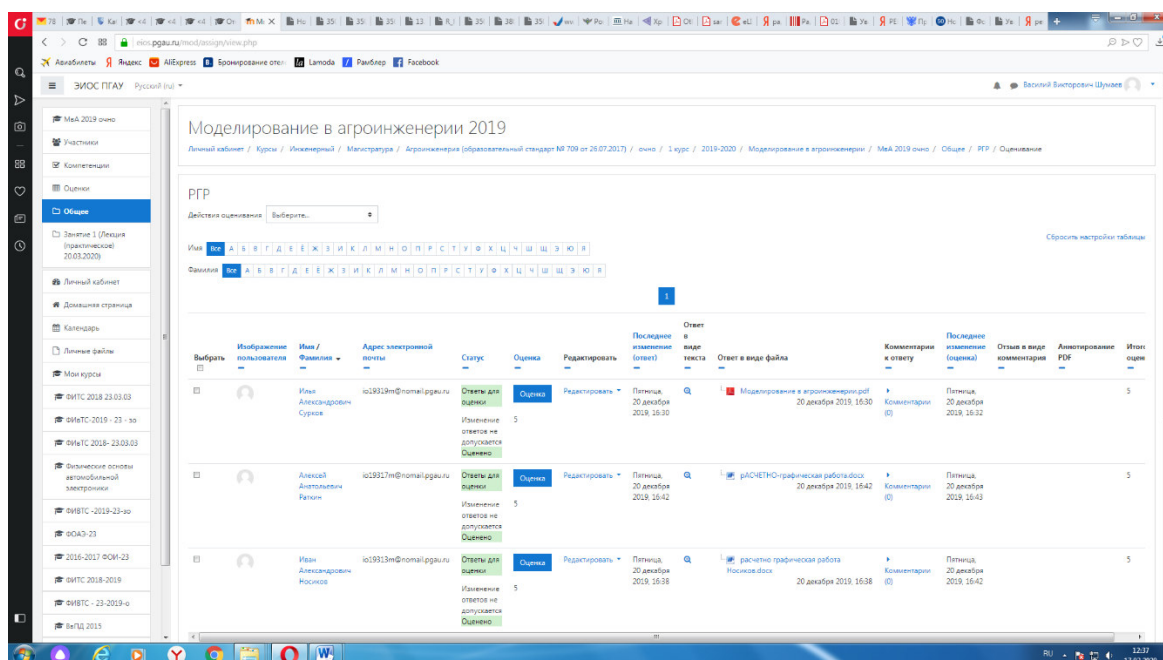 eios.pgau.ru/mod/assign/view.php
Авиабилеты Яндекс AliExpress Бронирование отел Lamoda Рамблер Facebook
ЭИОС ПГАУ Русский (ru)
Василий Викторович Шумаев
МвА 2019 очно
Участники
Компетенции
Оценки
Общее
Занятие 1 (Лекция
(практическое)
20.03.2020)
Личный кабинет
Домашняя страница
Календарь
Личные файлы
Мои курсы
ФИТС 2018 23.03.03
ФИвТС-2019 - 23 - зо
ФИвТС 2018- 23.03.03
Физические основы
автомобильной
электроники
ФИВТС -2019-23-зо
ФОАЭ-23
2016-2017 ФОИ-23
ФИТС 2018-2019
ФИВТС - 23-2019-о
ВеПД 2015
Моделирование в агроинженерии 2019
Личный кабинет / Курсы / Инженерный / Магистратура / Агроинженерия (образовательный стандарт № 709 от 26.07.2017) / очно / 1 курс / 2019-2020 / Моделирование в агроинженерии / МвА 2019 очно / Общее / РГР / Оценивание
РГР
Действия оценивания Выберите...
Сбросить настройки таблицы
Имя Все А Б В Г Д Е Ё Ж З И К Л М Н О П Р С Т У Ф Х Ц Ч Ш Щ Э Ю Я
Фамилия Все А Б В Г Д Е Ё Ж З И К Л М Н О П Р С Т У Ф Х Ц Ч Ш Щ Э Ю Я
1
Выбрать
Изображение
пользователя
Имя /
Фамилия
Адрес электронной
почты
Статус
Оценка
Редактировать
Последнее
изменение
(ответ)
Ответ
в
виде
текста
Ответ в виде файла
Комментарии
к ответу
Последнее
изменение
(оценка)
Отзыв в виде
комментария
Аннотирование
PDF
Итого
оцен
Илья
Александрович
Сурков
io19319m@nomail.pgau.ru
Ответы для
оценки
Изменение
ответов не
допускается
Оценено
Оценка
5
Редактировать
Пятница,
20 декабря
2019, 16:30
Моделирование в агроинженерии.pdf
20 декабря 2019, 16:30
Комментарии
(0)
Пятница,
20 декабря
2019, 16:32
5
Алексей
Анатольевич
Раткин
io19317m@nomail.pgau.ru
Ответы для
оценки
Изменение
ответов не
допускается
Оценено
Оценка
5
Редактировать
Пятница,
20 декабря
2019, 16:42
рАСЧЕТНО-графическая работа.docx
20 декабря 2019, 16:42
Комментарии
(0)
Пятница,
20 декабря
2019, 16:43
5
Иван
Александрович
Носиков
io19313m@nomail.pgau.ru
Ответы для
оценки
Изменение
ответов не
допускается
Оценено
Оценка
5
Редактировать
Пятница,
20 декабря
2019, 16:38
расчетно графическая работа
Носиков.docx
20 декабря 2019, 16:38
Комментарии
(0)
Пятница,
20 декабря
2019, 16:42
5
RU
12:37